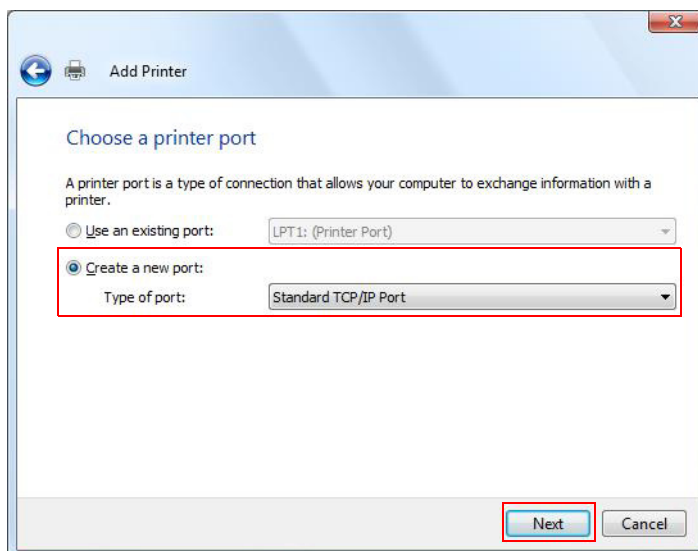 Add Printer
Choose a printer port
A printer port is a type of connection that allows your computer to exchange information with a
printer.
Use an existing port: LPT1: (Printer Port)
Create a new port:
Type of port: Standard TCP/IP Port
Next Cancel